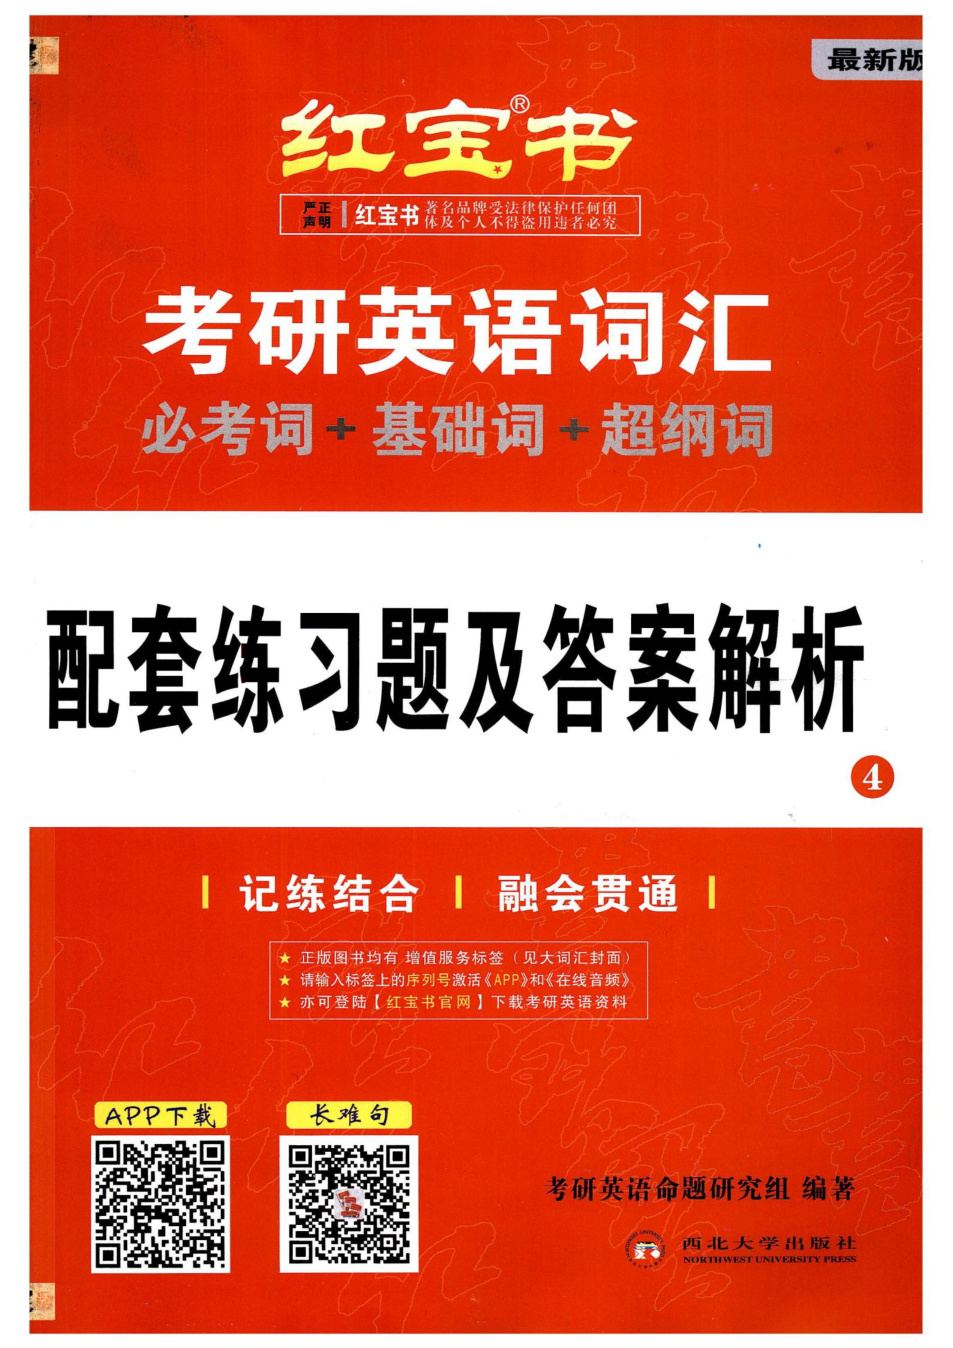 最新版
红宝书®
严正声明 红宝书 著名品牌受法律保护任何团体及个人不得盗用违者必究
考研英语词汇
必考词+基础词+超纲词
配套练习题及答案解析
4
记练结合 融会贯通
★ 正版图书均有 增值服务标签（见大词汇封面）
★ 请输入标签上的序列号激活《APP》和《在线音频》
★ 亦可登陆【红宝书官网】下载考研英语资料
APP下载 长难句
考研英语命题研究组 编著
西北大学出版社
NORTHWEST UNIVERSITY PRESS